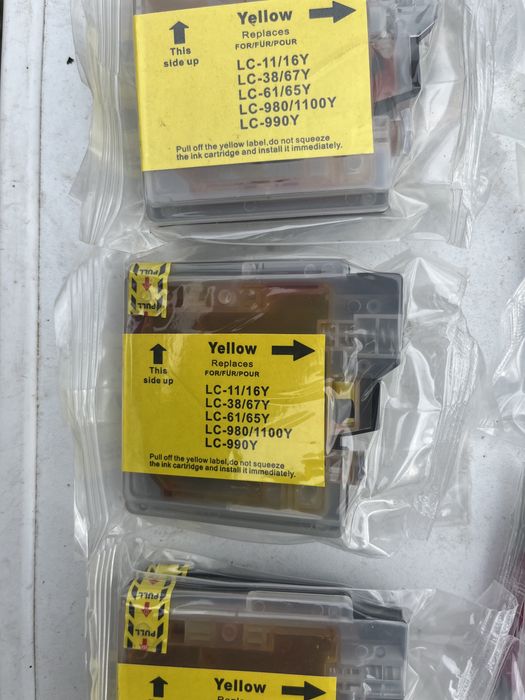 Yellow
Replaces
FOR/FÜR/POUR
This
side up
LC-11/16Y
LC-38/67Y
LC-61/65Y
LC-980/1100Y
LC-990Y
Pull off the yellow label,do not squeeze
the ink cartridge and install it immediately.
PULL
PULL
Yellow
Replaces
FOR/FÜR/POUR
This
side up
LC-11/16Y
LC-38/67Y
LC-61/65Y
LC-980/1100Y
LC-990Y
Pull off the yellow label,do not squeeze
the ink cartridge and install it immediately.
PULL
PULL
Yellow